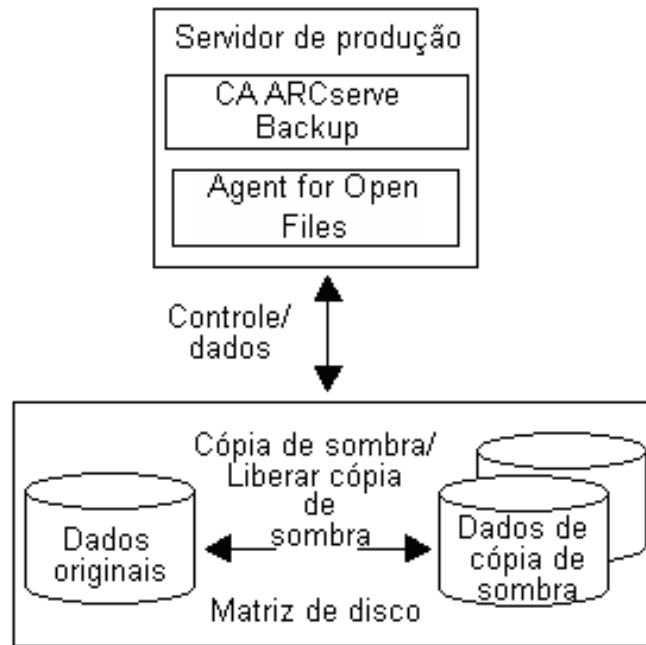 Servidor de produção
CA ARCserve
Backup
Agent for Open
Files
Controle/
dados
Cópia de sombra/
Liberar cópia
de
sombra
Dados
originais
Dados de
cópia de
sombra
Matriz de disco